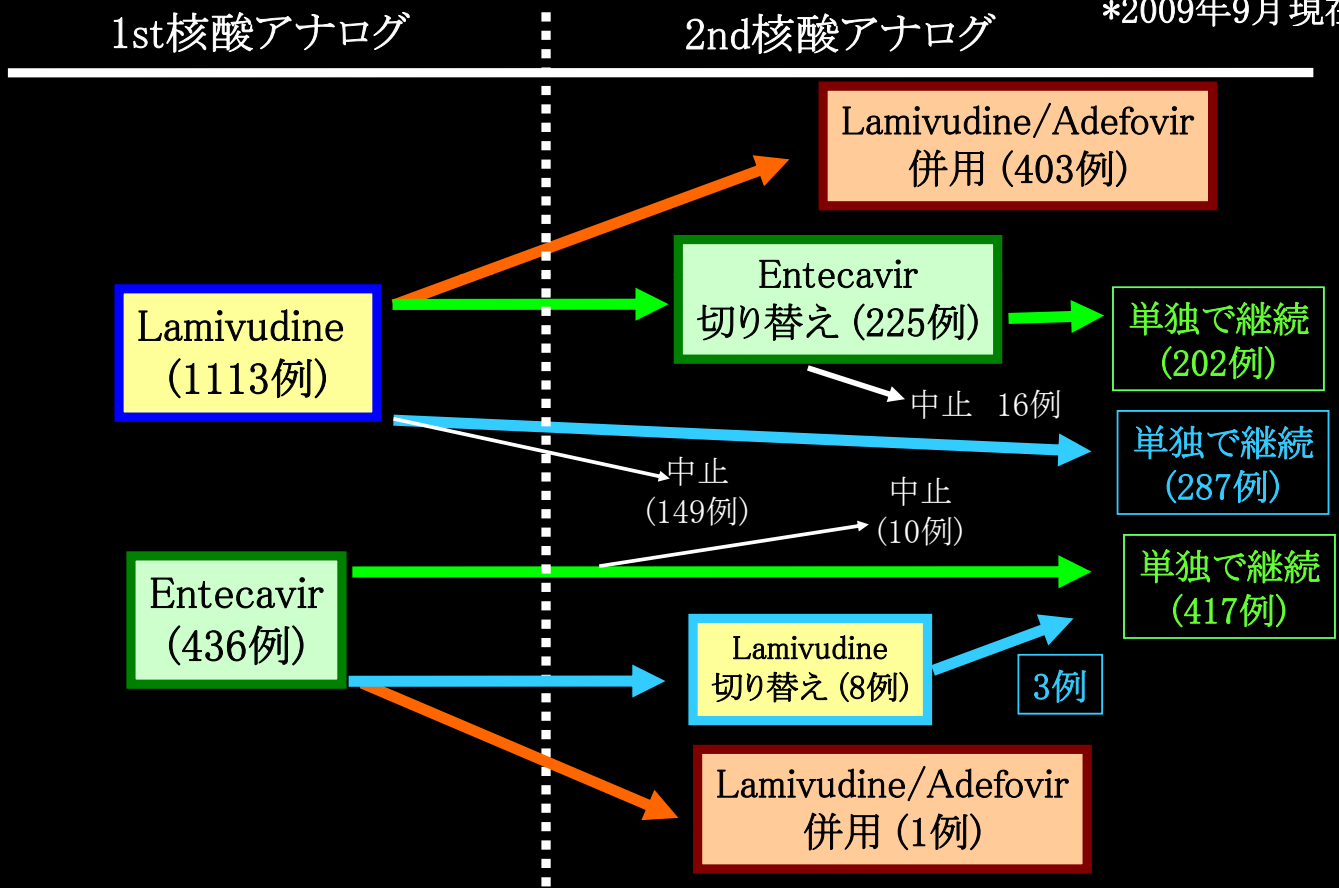 1st核酸アナログ
2nd核酸アナログ
*2009年9月現在
Lamivudine/Adefovir
併用 (403例)
Entecavir
切り替え (225例)
Lamivudine
(1113例)
単独で継続
(202例)
中止 16例
単独で継続
(287例)
中止
(149例)
中止
(10例)
単独で継続
(417例)
Entecavir
(436例)
Lamivudine
切り替え (8例)
3例
Lamivudine/Adefovir
併用 (1例)